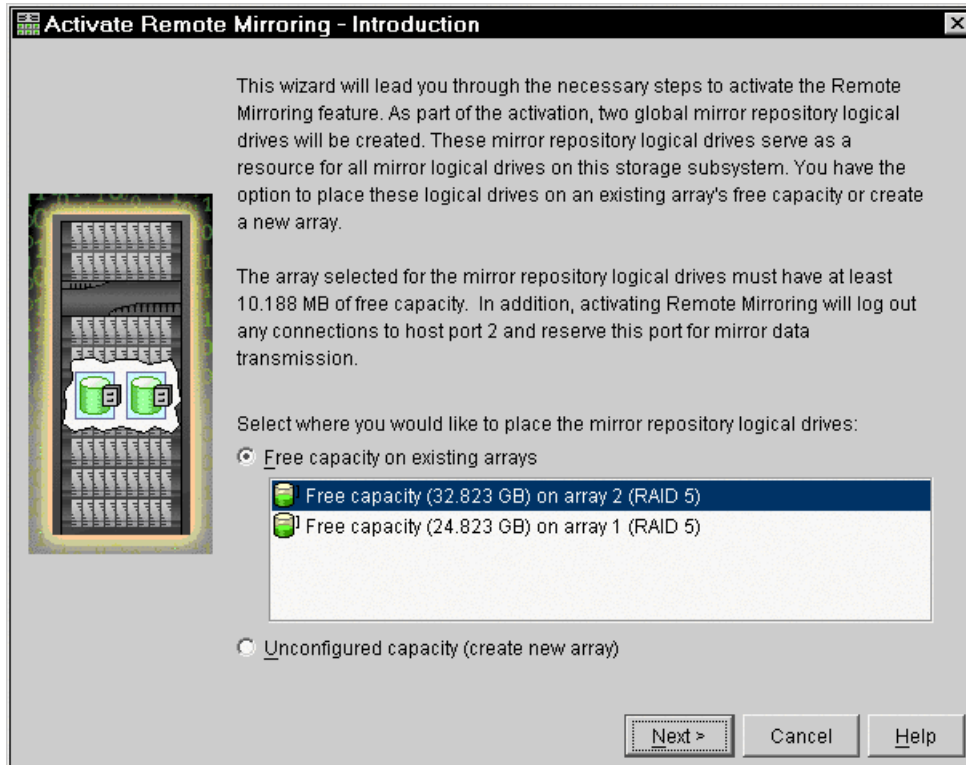 Activate Remote Mirroring - Introduction
This wizard will lead you through the necessary steps to activate the Remote
Mirroring feature. As part of the activation, two global mirror repository logical
drives will be created. These mirror repository logical drives serve as a
resource for all mirror logical drives on this storage subsystem. You have the
option to place these logical drives on an existing array's free capacity or create
a new array.
The array selected for the mirror repository logical drives must have at least
10.188 MB of free capacity. In addition, activating Remote Mirroring will log out
any connections to host port 2 and reserve this port for mirror data
transmission.
Select where you would like to place the mirror repository logical drives:
Free capacity on existing arrays
Free capacity (32.823 GB) on array 2 (RAID 5)
Free capacity (24.823 GB) on array 1 (RAID 5)
Unconfigured capacity (create new array)
Next >
Cancel
Help